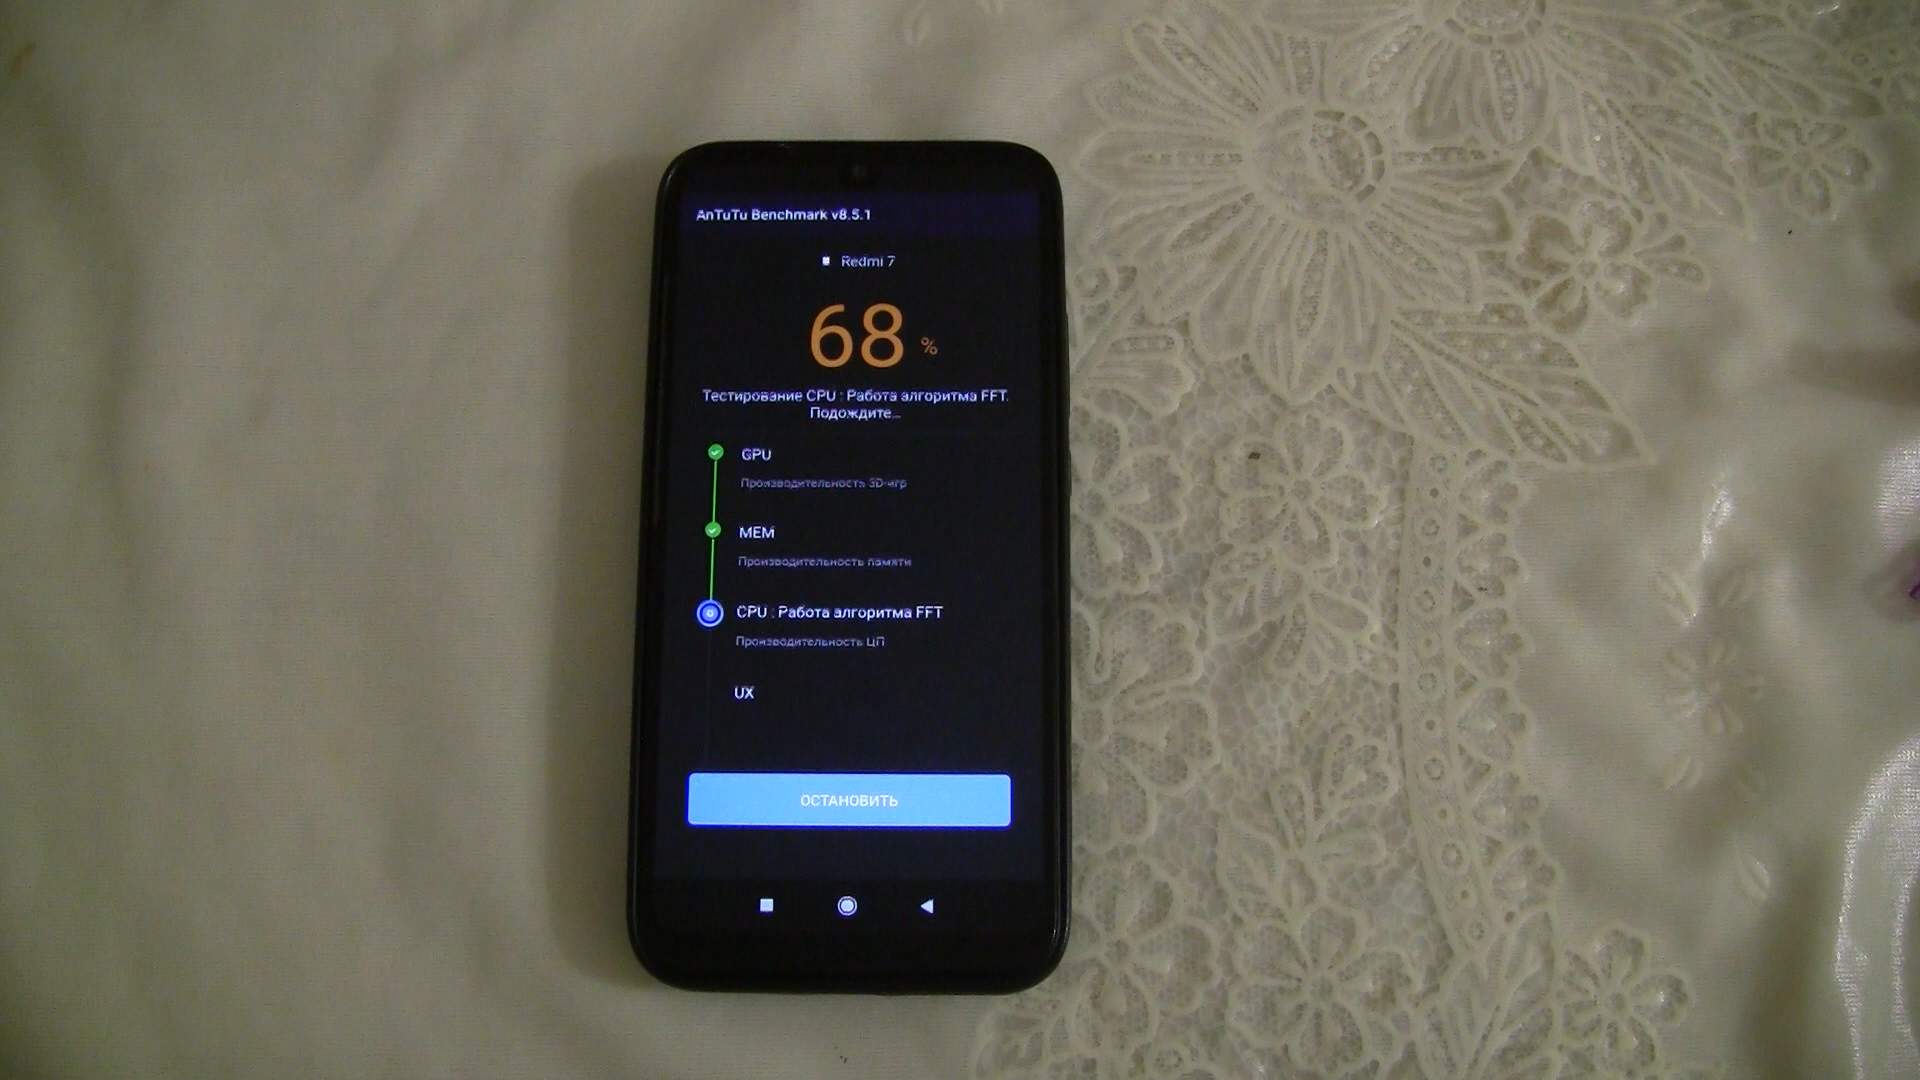 AnTuTu Benchmark v8.5.1
Redmi 7
68 %
Тестирование CPU : Работа алгоритма FFT.
Подождите...
GPU
Производительность 3D-игр
MEM
Производительность памяти
CPU : Работа алгоритма FFT
Производительность ЦП
UX
ОСТАНОВИТЬ